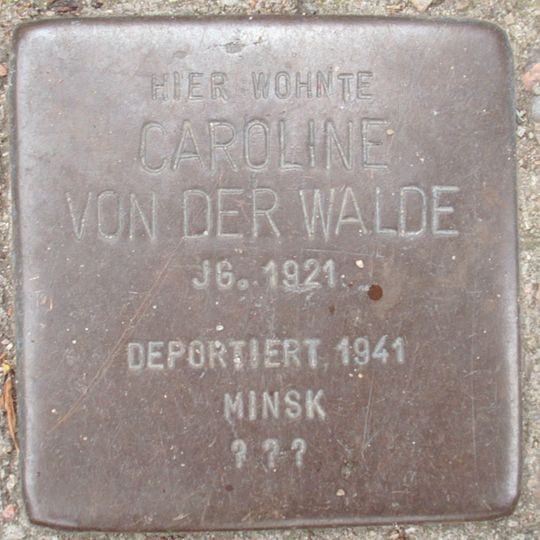 HIER WOHNTE
CAROLINE
VON DER WALDE
JG. 1921
DEPORTIERT 1941
MINSK
? ? ?